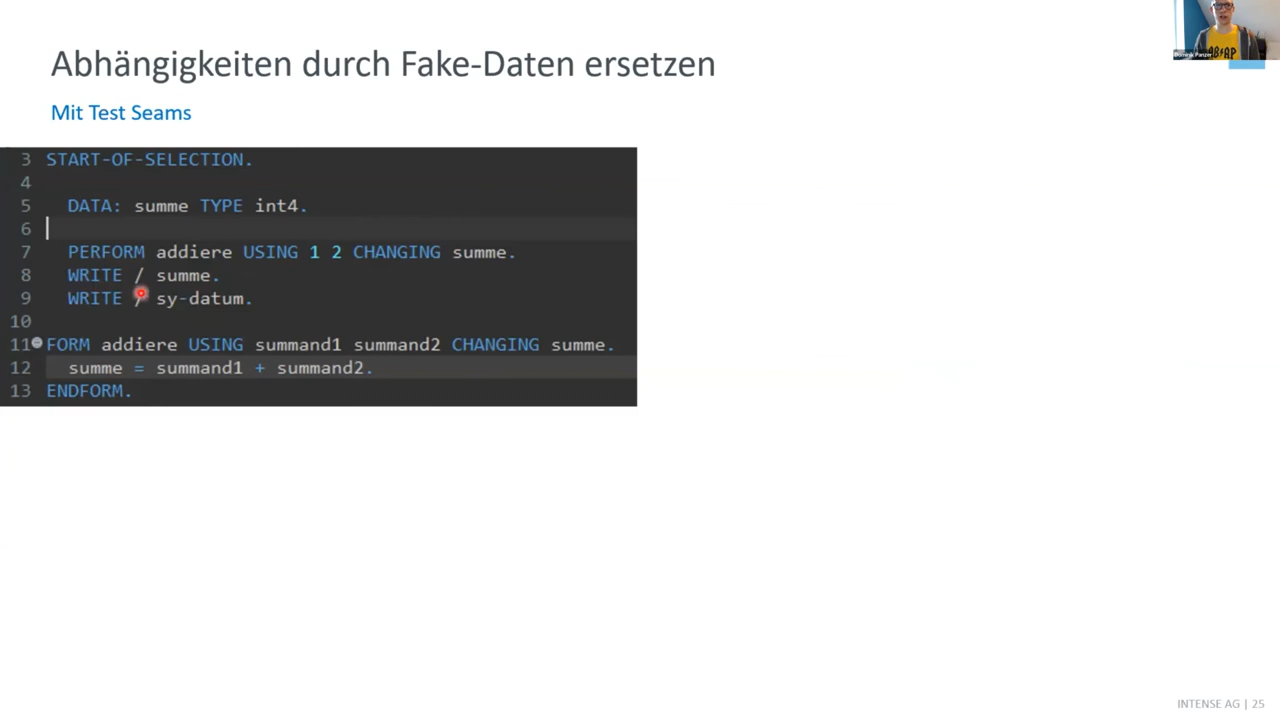 Abhängigkeiten durch Fake-Daten ersetzen
Mit Test Seams
3 START-OF-SELECTION.
4
5 DATA: summe TYPE int4.
6
7 PERFORM addiere USING 1 2 CHANGING summe.
8 WRITE / summe.
9 WRITE / sy-datum.
10
11 FORM addiere USING summand1 summand2 CHANGING summe.
12 summe = summand1 + summand2.
13 ENDFORM.
Dominik Panzer
INTENSE AG | 25